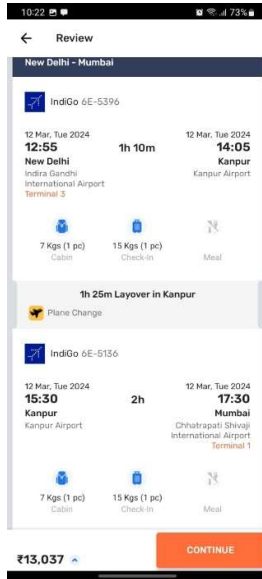 10:22 73%
Review
New Delhi - Mumbai
IndiGo 6E-5396
12 Mar, Tue 2024 12 Mar, Tue 2024
12:55 1h 10m 14:05
New Delhi Kanpur
Indira Gandhi Kanpur Airport
International Airport
Terminal 3
7 Kgs (1 pc) 15 Kgs (1 pc)
Cabin Check-In Meal
1h 25m Layover in Kanpur
Plane Change
IndiGo 6E-5136
12 Mar, Tue 2024 12 Mar, Tue 2024
15:30 2h 17:30
Kanpur Mumbai
Kanpur Airport Chhatrapati Shivaji
International Airport
Terminal 1
7 Kgs (1 pc) 15 Kgs (1 pc)
Cabin Check-In Meal
₹13,037 CONTINUE